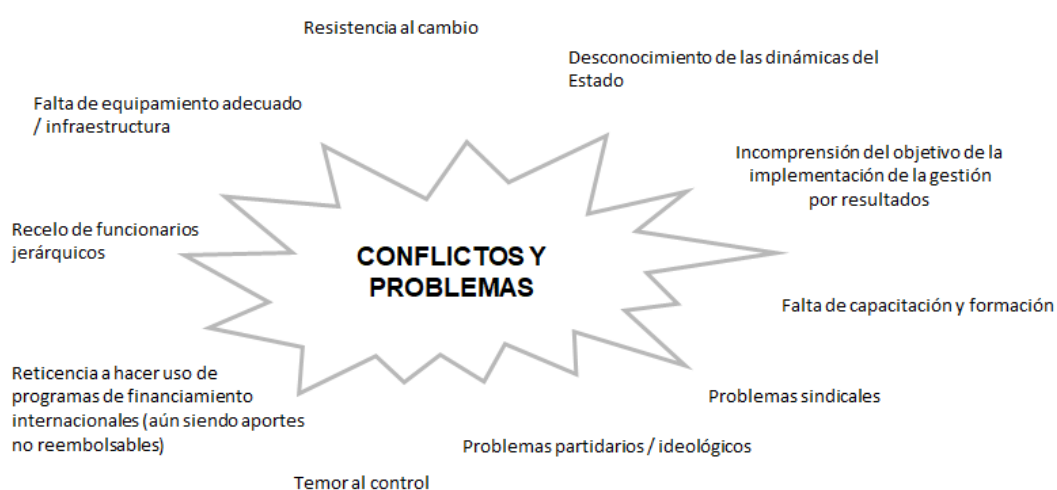 Resistencia al cambio
Desconocimiento de las dinámicas del
Estado
Falta de equipamiento adecuado
/ infraestructura
Incomprensión del objetivo de la
implementación de la gestión
por resultados
Recelo de funcionarios
jerárquicos
CONFLICTOS Y
PROBLEMAS
Falta de capacitación y formación
Reticencia a hacer uso de
programas de financiamiento
internacionales (aún siendo aportes
no reembolsables)
Problemas sindicales
Problemas partidarios / ideológicos
Temor al control